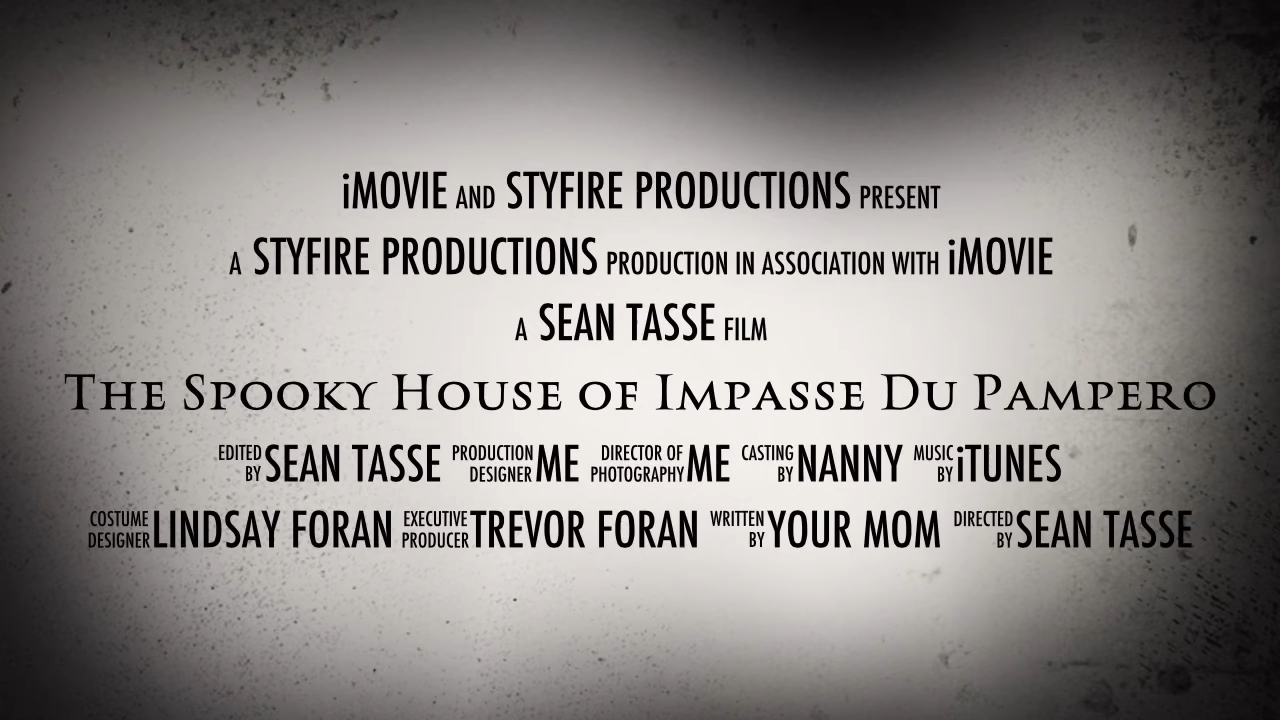 iMOVIE AND STYFIRE PRODUCTIONS PRESENT
A STYFIRE PRODUCTIONS PRODUCTION IN ASSOCIATION WITH iMOVIE
A SEAN TASSE FILM
The Spooky House of Impasse Du Pampero
EDITED BY SEAN TASSE PRODUCTION DESIGNER ME DIRECTOR OF PHOTOGRAPHY ME CASTING BY NANNY MUSIC BY iTUNES
COSTUME DESIGNER LINDSAY FORAN EXECUTIVE PRODUCER TREVOR FORAN WRITTEN BY YOUR MOM DIRECTED BY SEAN TASSE